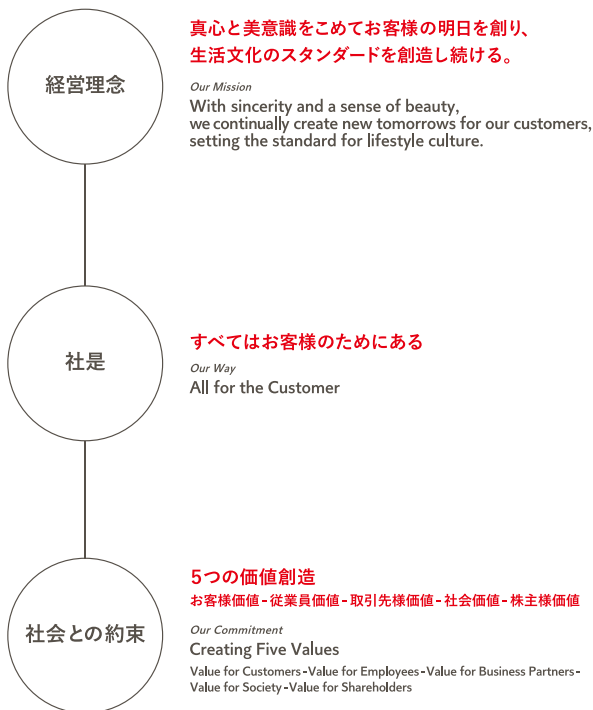 経営理念
真心と美意識をこめてお客様の明日を創り、
生活文化のスタンダードを創造し続ける。
Our Mission
With sincerity and a sense of beauty,
we continually create new tomorrows for our customers,
setting the standard for lifestyle culture.
社是
すべてはお客様のためにある
Our Way
All for the Customer
社会との約束
5つの価値創造
お客様価値-従業員価値-取引先様価値-社会価値-株主様価値
Our Commitment
Creating Five Values
Value for Customers-Value for Employees-Value for Business Partners-
Value for Society-Value for Shareholders